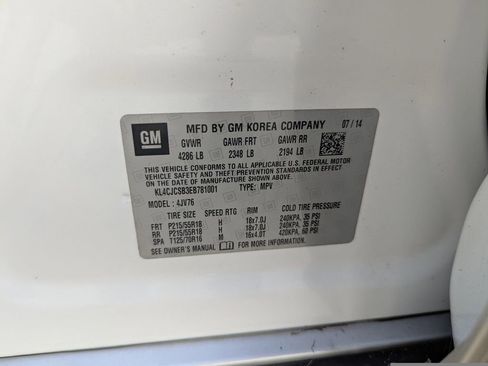 GM MFD BY GM KOREA COMPANY 07/14
GVWR GAWR FRT GAWR RR
4286 LB 2348 LB 2194 LB
THIS VEHICLE CONFORMS TO ALL APPLICABLE U.S. FEDERAL MOTOR
VEHICLE SAFETY, BUMPER, AND THEFT PREVENTION STANDARDS IN
EFFECT ON THE DATE OF MANUFACTURE SHOWN ABOVE.
KL4CJCSB3EB781001 TYPE: MPV
MODEL: 4JV76
TIRE SIZE SPEED RTG RIM COLD TIRE PRESSURE
FRT P215/55R18 H 18x7.0J 240KPA, 35 PSI
RR P215/55R18 H 18x7.0J 240KPA, 35 PSI
SPA T125/70R16 M 16x4.0T 420KPA, 60 PSI
SEE OWNER'S MANUAL FOR MORE INFORMATION.